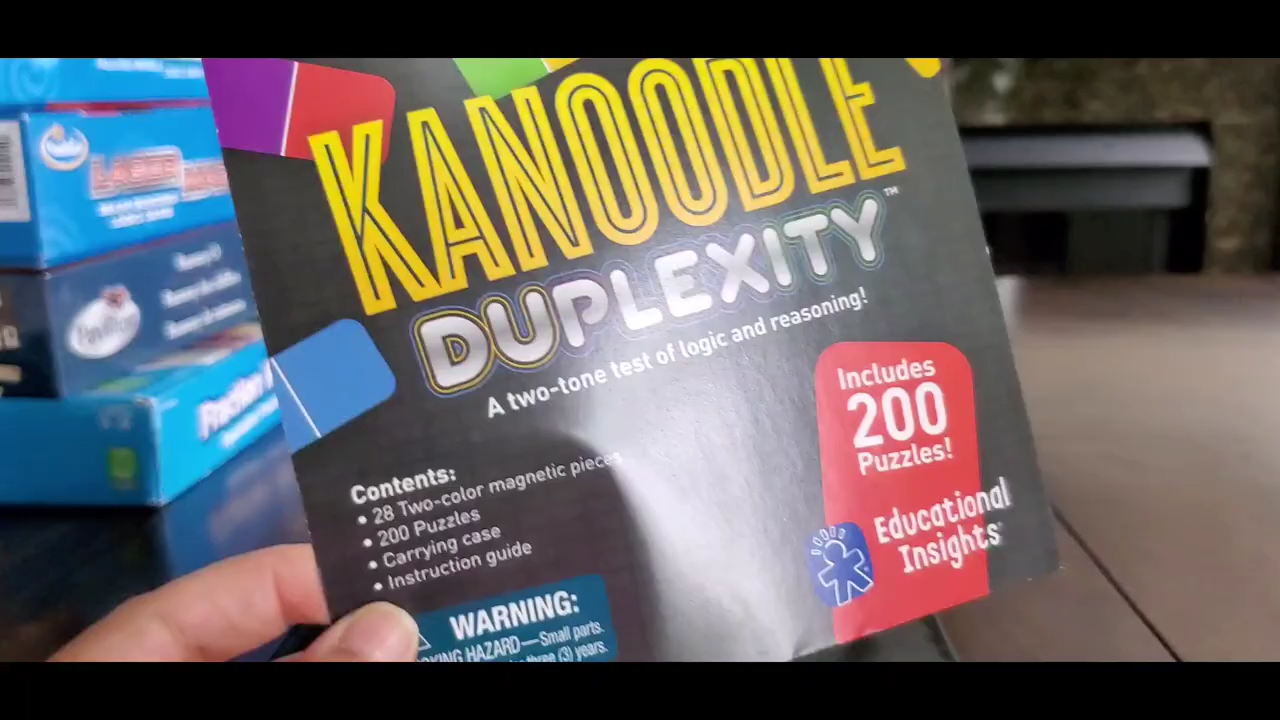 KANOODLE
DUPLEXITY™
A two-tone test of logic and reasoning!
Includes
200
Puzzles!
Contents:
• 28 Two-color magnetic pieces
• 200 Puzzles
• Carrying case
• Instruction guide
Educational
Insights
WARNING:
HAZARD—Small parts.
three (3) years.
LASER